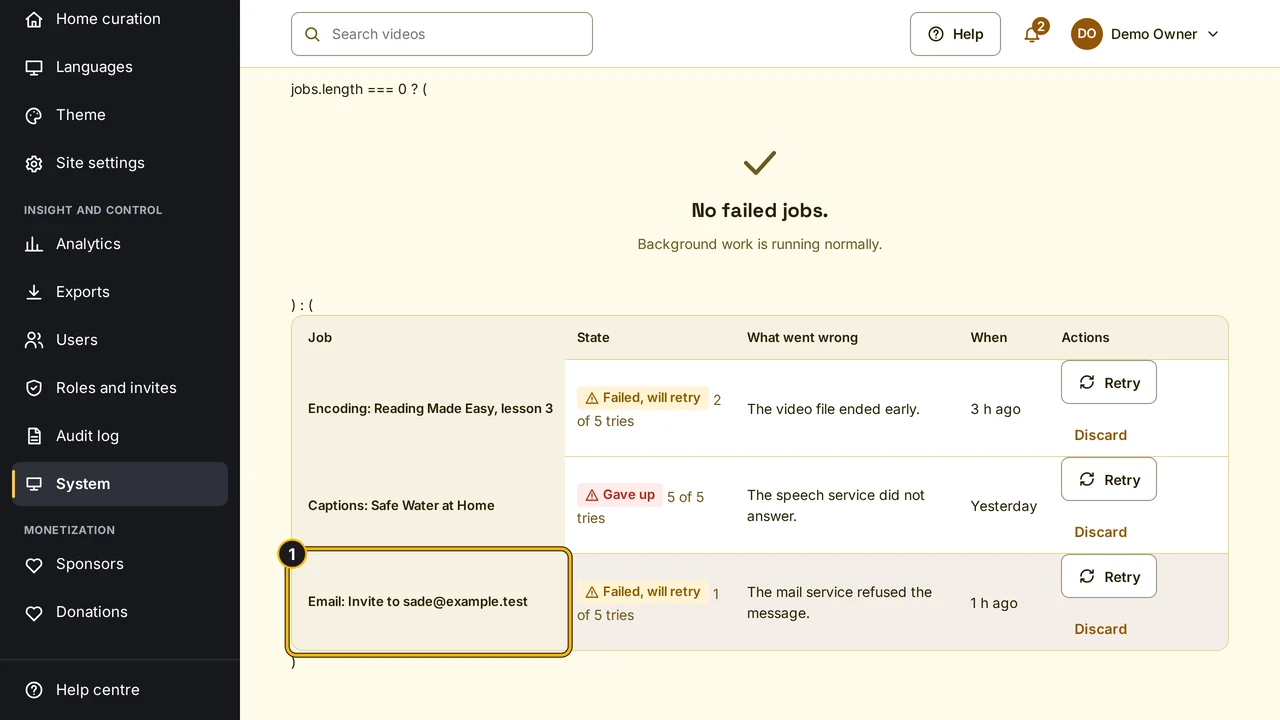 Home curation
Languages
Theme
Site settings
INSIGHT AND CONTROL
Analytics
Exports
Users
Roles and invites
Audit log
System
MONETIZATION
Sponsors
Donations
Help centre
Search videos
Help
2
DO
Demo Owner
jobs.length === 0 ? (
No failed jobs.
Background work is running normally.
) : (
Job
State
What went wrong
When
Actions
Encoding: Reading Made Easy, lesson 3
Failed, will retry 2
of 5 tries
The video file ended early.
3 h ago
Retry
Discard
Captions: Safe Water at Home
Gave up 5 of 5
tries
The speech service did not
answer.
Yesterday
Retry
Discard
1
Email: Invite to sade@example.test
Failed, will retry 1
of 5 tries
The mail service refused the
message.
1 h ago
Retry
Discard
)